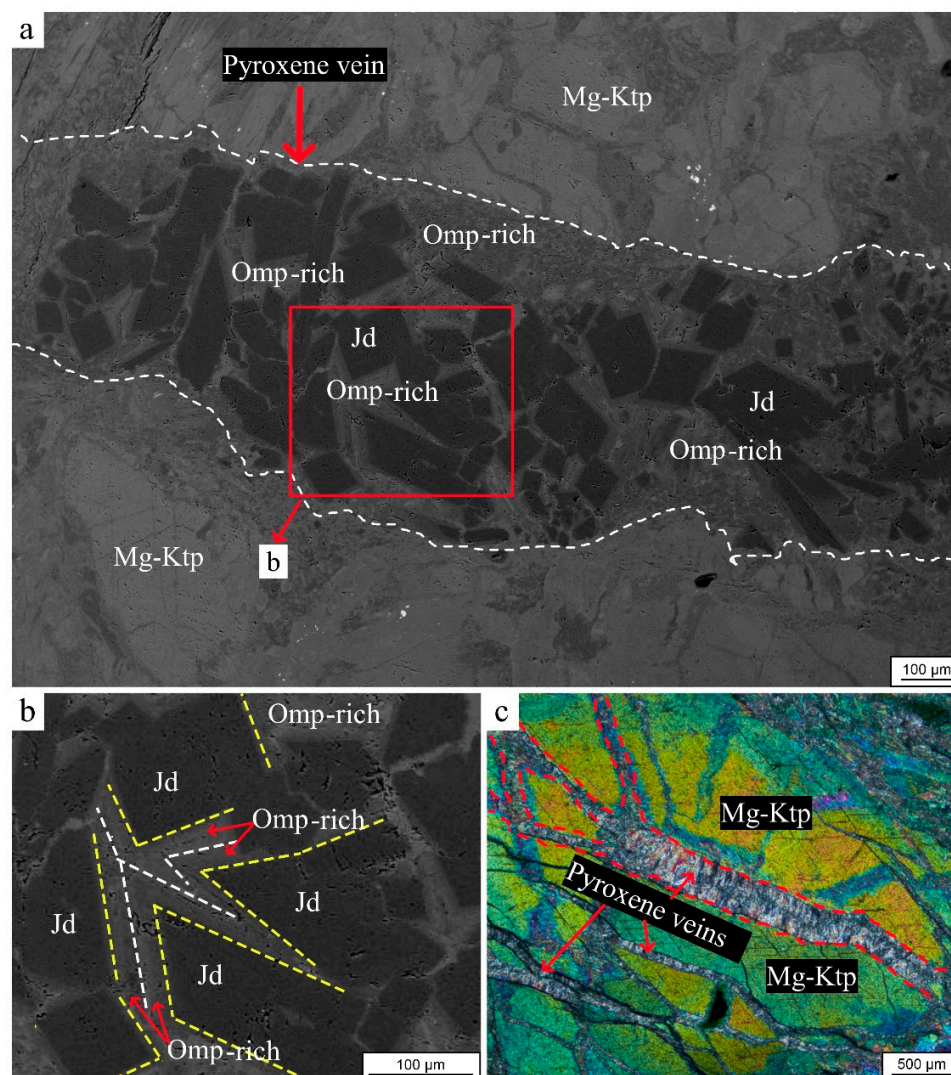 a
Pyroxene vein
Mg-Ktp
Omp-rich
Omp-rich
Jd
Omp-rich
Jd
Omp-rich
Mg-Ktp
b
100 µm
b
Omp-rich
Jd
Omp-rich
Jd
Jd
Jd
Omp-rich
100 µm
c
Mg-Ktp
Pyroxene veins
Mg-Ktp
500 µm